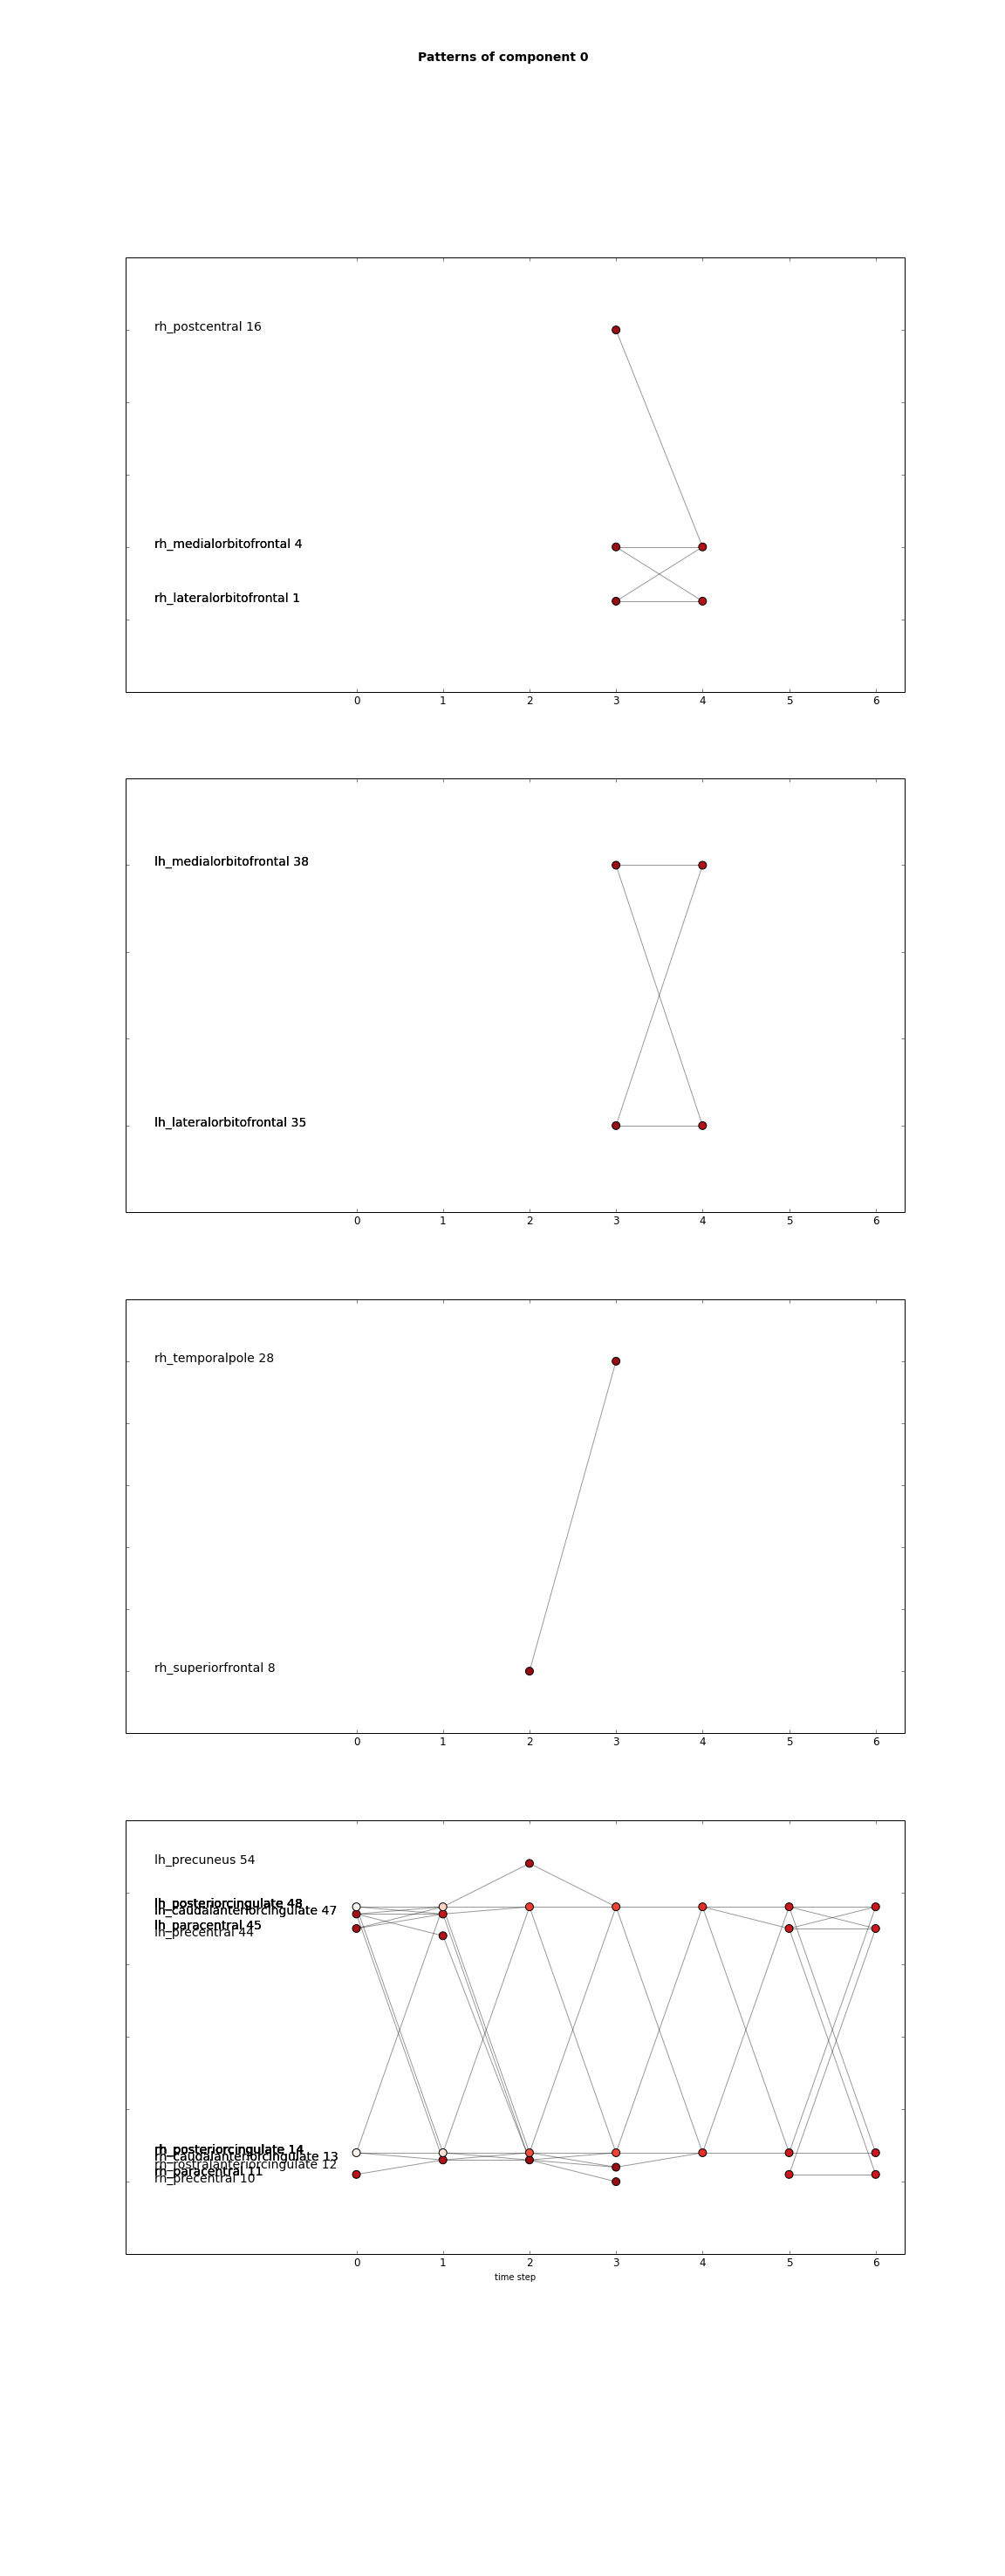 Patterns of component 0
rh_postcentral 16
rh_medialorbitofrontal 4
rh_lateralorbitofrontal 1
0 1 2 3 4 5 6
lh_medialorbitofrontal 38
lh_lateralorbitofrontal 35
0 1 2 3 4 5 6
rh_temporalpole 28
rh_superiorfrontal 8
0 1 2 3 4 5 6
lh_precuneus 54
lh_posteriorcingulate 48
lh_caudalanteriorcingulate 47
lh_paracentral 45
lh_precentral 44
rh_posteriorcingulate 14
rh_caudalanteriorcingulate 13
rh_rostralanteriorcingulate 12
rh_paracentral 11
rh_precentral 10
0 1 2 3 4 5 6
time step